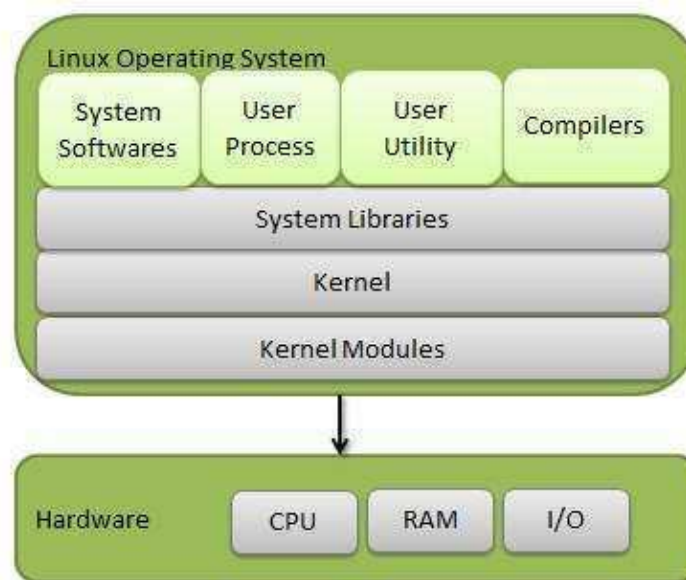 Linux Operating System
System
Softwares
User
Process
User
Utility
Compilers
System Libraries
Kernel
Kernel Modules
Hardware
CPU
RAM
I/O